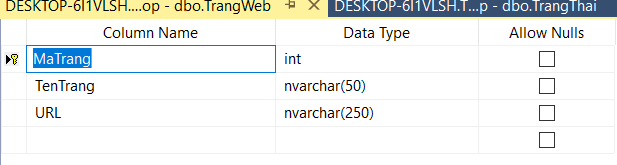 DESKTOP-6I1VLSH....op - dbo.TrangWeb DESKTOP-6I1VLSH.T...p - dbo.TrangThai
Column Name Data Type Allow Nulls
MaTrang int
TenTrang nvarchar(50)
URL nvarchar(250)